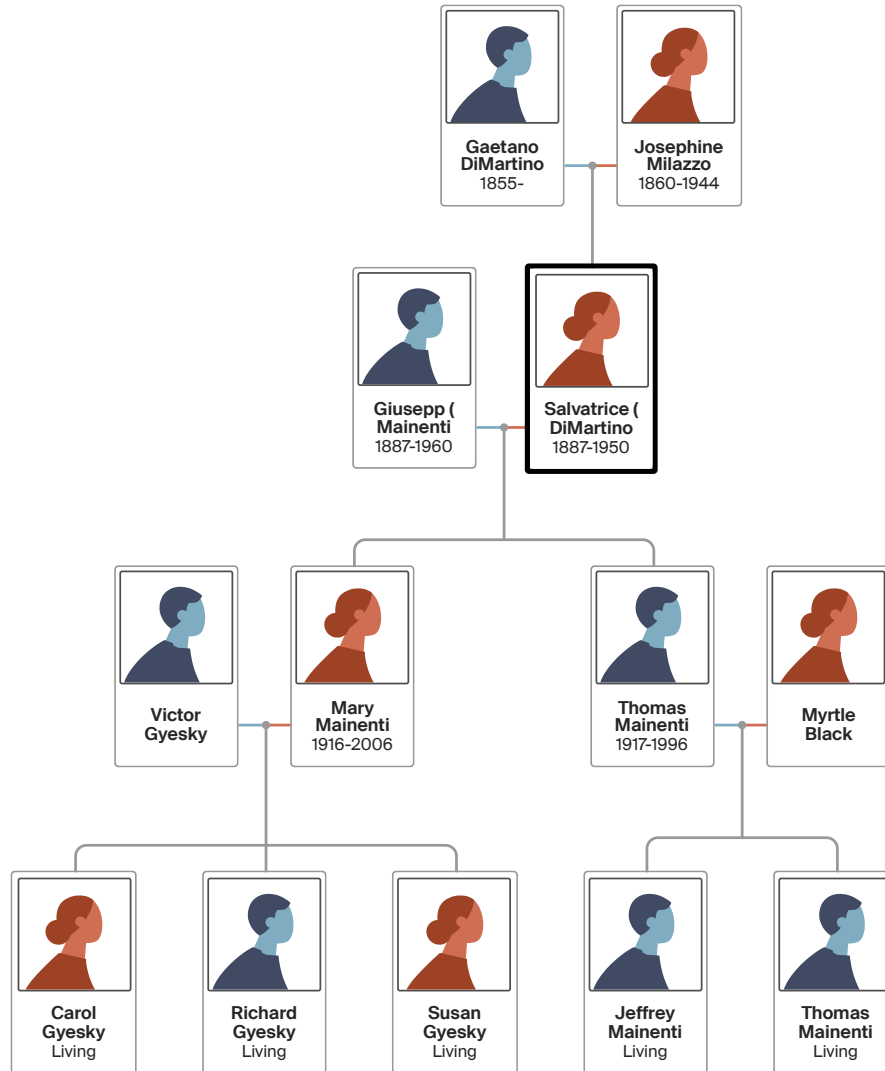 Gaetano
DiMartino
1855-
Josephine
Milazzo
1860-1944
Giusepp (
Mainenti
1887-1960
Salvatrice (
DiMartino
1887-1950
Victor
Gyesky
Mary
Mainenti
1916-2006
Thomas
Mainenti
1917-1996
Myrtle
Black
Carol
Gyesky
Living
Richard
Gyesky
Living
Susan
Gyesky
Living
Jeffrey
Mainenti
Living
Thomas
Mainenti
Living